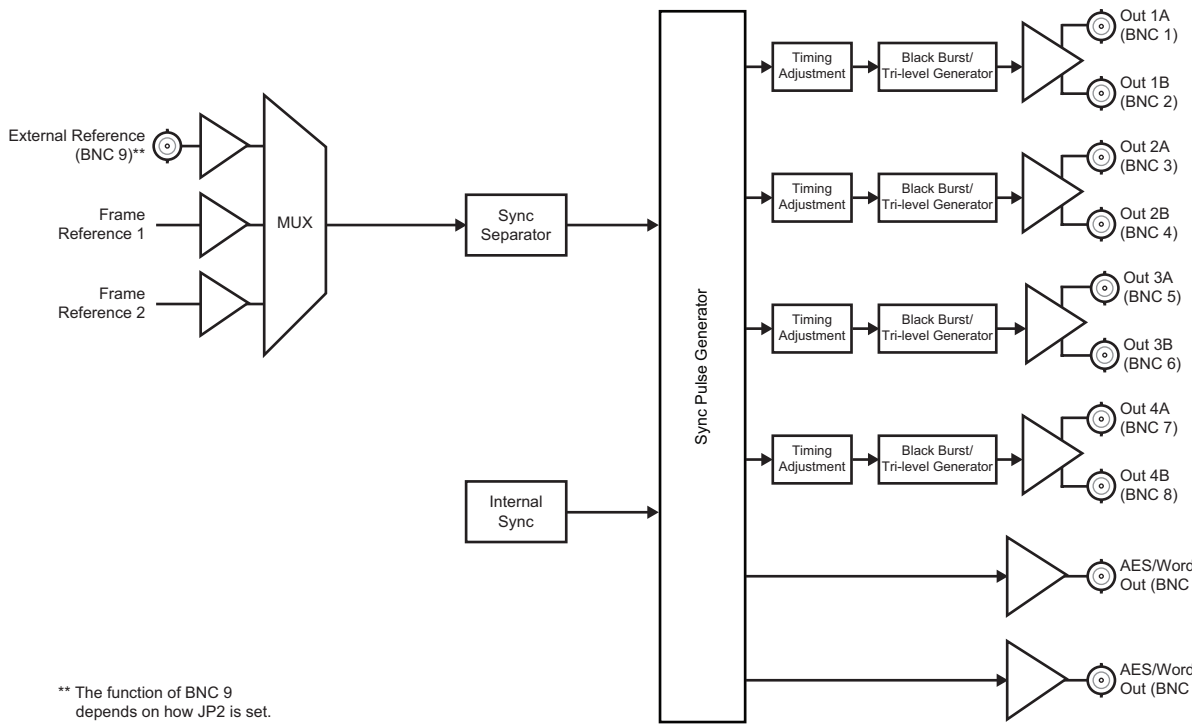 External Reference
(BNC 9)**
Frame
Reference 1
Frame
Reference 2
MUX
Sync
Separator
Internal
Sync
Sync Pulse Generator
Timing
Adjustment
Black Burst/
Tri-level Generator
Out 1A
(BNC 1)
Out 1B
(BNC 2)
Timing
Adjustment
Black Burst/
Tri-level Generator
Out 2A
(BNC 3)
Out 2B
(BNC 4)
Timing
Adjustment
Black Burst/
Tri-level Generator
Out 3A
(BNC 5)
Out 3B
(BNC 6)
Timing
Adjustment
Black Burst/
Tri-level Generator
Out 4A
(BNC 7)
Out 4B
(BNC 8)
AES/Word
Out (BNC
AES/Word
Out (BNC
** The function of BNC 9
depends on how JP2 is set.